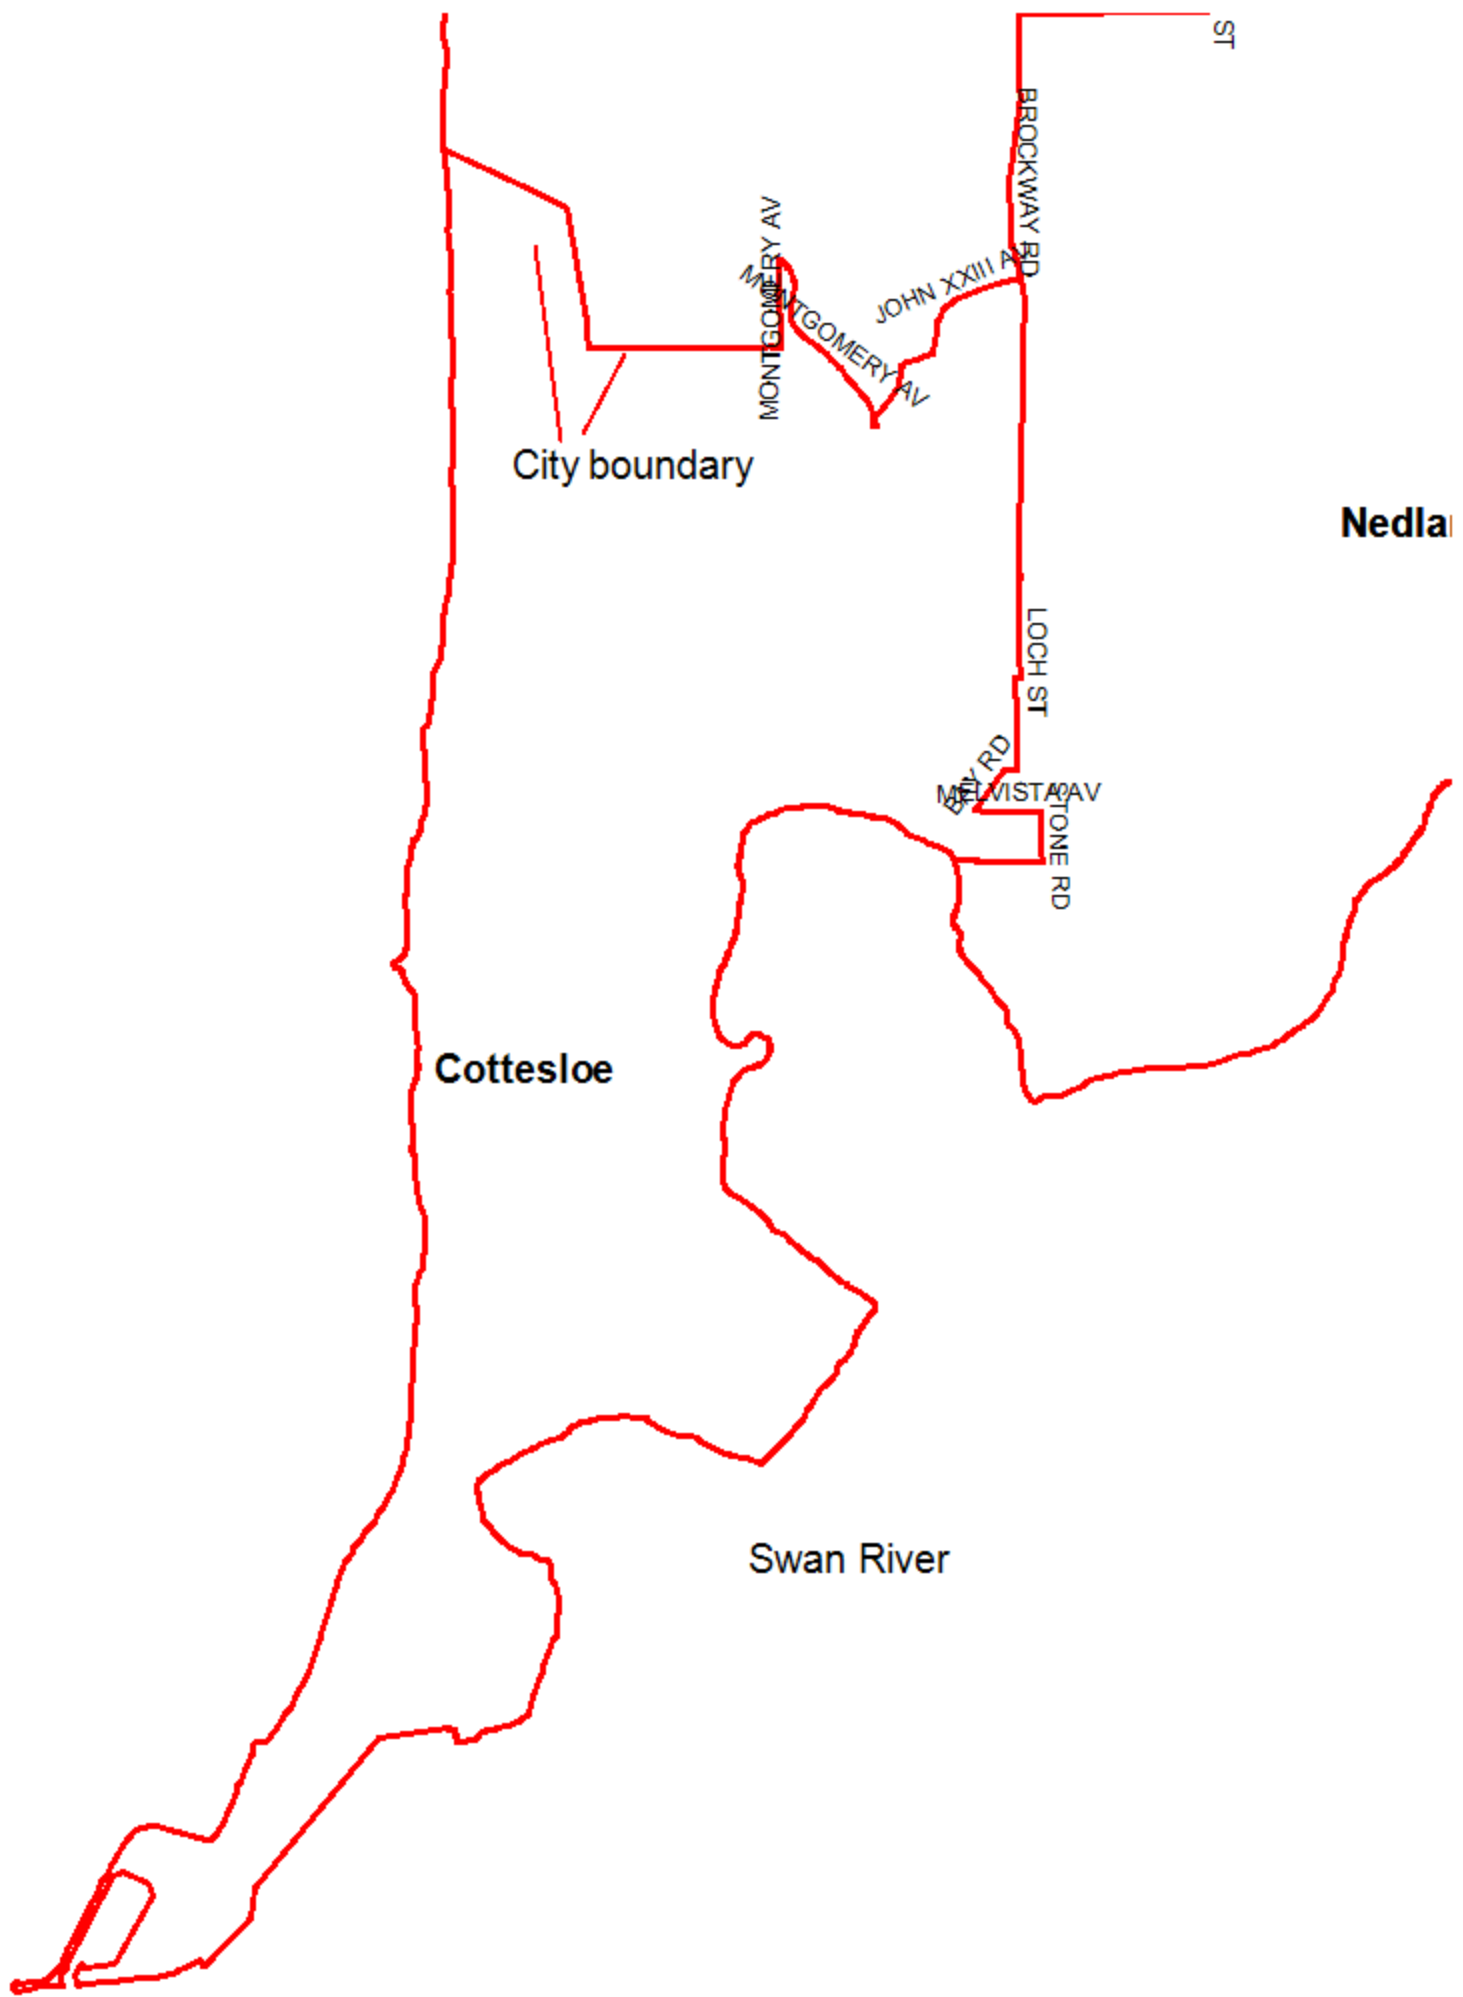 ST
BROCKWAY RD
MONTGOMERY AV
JOHN XXIII AV
MONTGOMERY AV
City boundary
Nedla
LOCH ST
BAY RD
MELVISTA AV
STONE RD
Cottesloe
Swan River